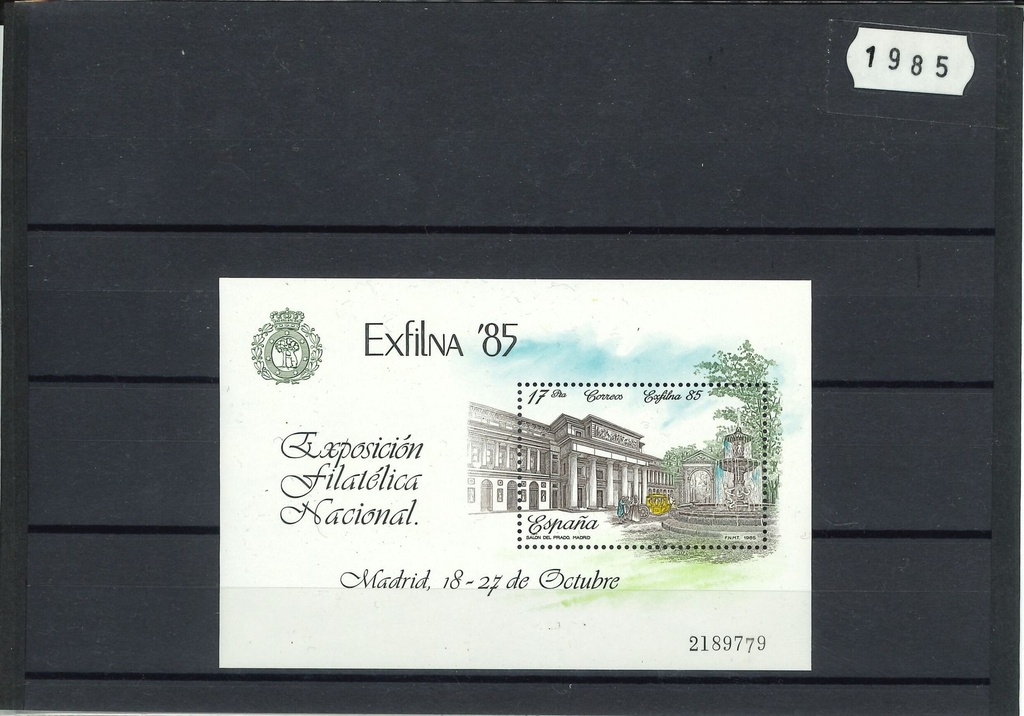 1985
Exfilna '85
17 Pta Correos Exfilna 85
Exposición
Filatélica
Nacional.
España
SALON DEL PRADO. MADRID
F.N.M.T. 1985
Madrid, 18-27 de Octubre
2189779